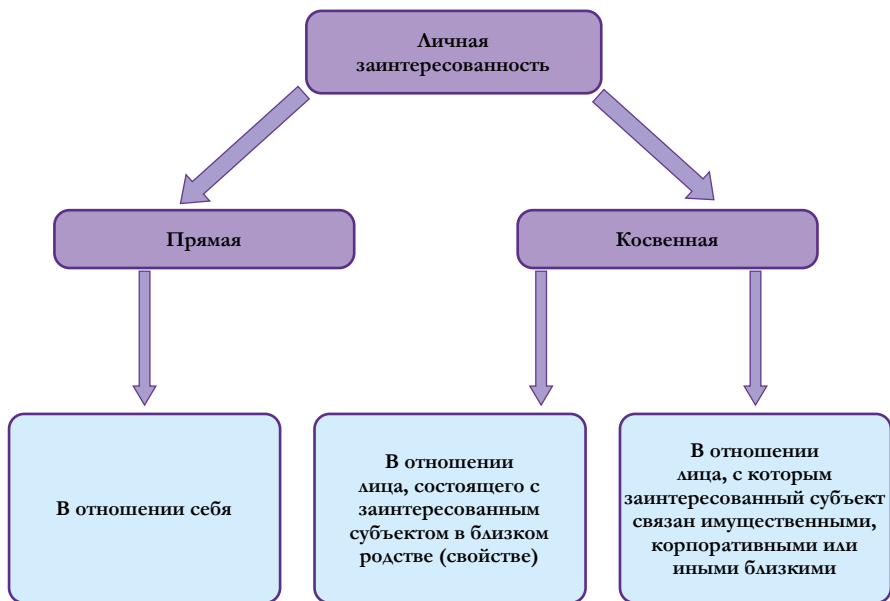 Личная
заинтересованность
Прямая
Косвенная
В отношении себя
В отношении
лица, состоящего с
заинтересованным
субъектом в близком
родстве (свойстве)
В отношении
лица, с которым
заинтересованный субъект
связан имущественными,
корпоративными или
иными близкими